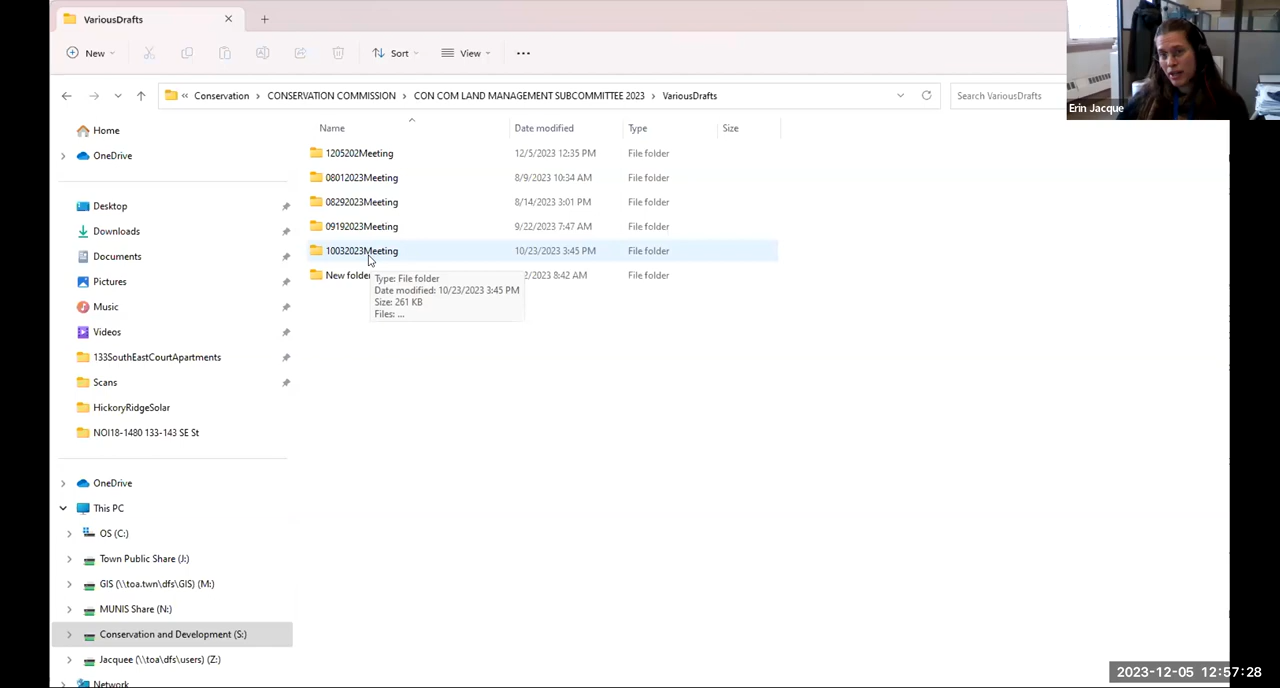 VariousDrafts
New
Sort
View
Conservation > CONSERVATION COMMISSION > CON COM LAND MANAGEMENT SUBCOMMITTEE 2023 > VariousDrafts
Search VariousDrafts
Erin Jacque
Name Date modified Type Size
Home
OneDrive
Desktop
Downloads
Documents
Pictures
Music
Videos
133SouthEastCourtApartments
Scans
HickoryRidgeSolar
NOI18-1480 133-143 SE St
OneDrive
This PC
OS (C:)
Town Public Share (J:)
GIS (\\toa.twn\dfs\GIS) (M:)
MUNIS Share (N:)
Conservation and Development (S:)
Jacquee (\\toa\dfs\users) (Z:)
Network
1205202Meeting 12/5/2023 12:35 PM File folder
08012023Meeting 8/9/2023 10:34 AM File folder
08292023Meeting 8/14/2023 3:01 PM File folder
09192023Meeting 9/22/2023 7:47 AM File folder
10032023Meeting 10/23/2023 3:45 PM File folder
New folder 2/2023 8:42 AM File folder
Type: File folder
Date modified: 10/23/2023 3:45 PM
Size: 261 KB
Files: ...
2023-12-05 12:57:28